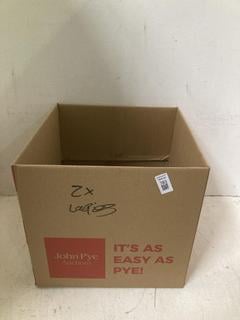 2x
John Pye
Auctions
IT'S AS
EASY AS
PYE!